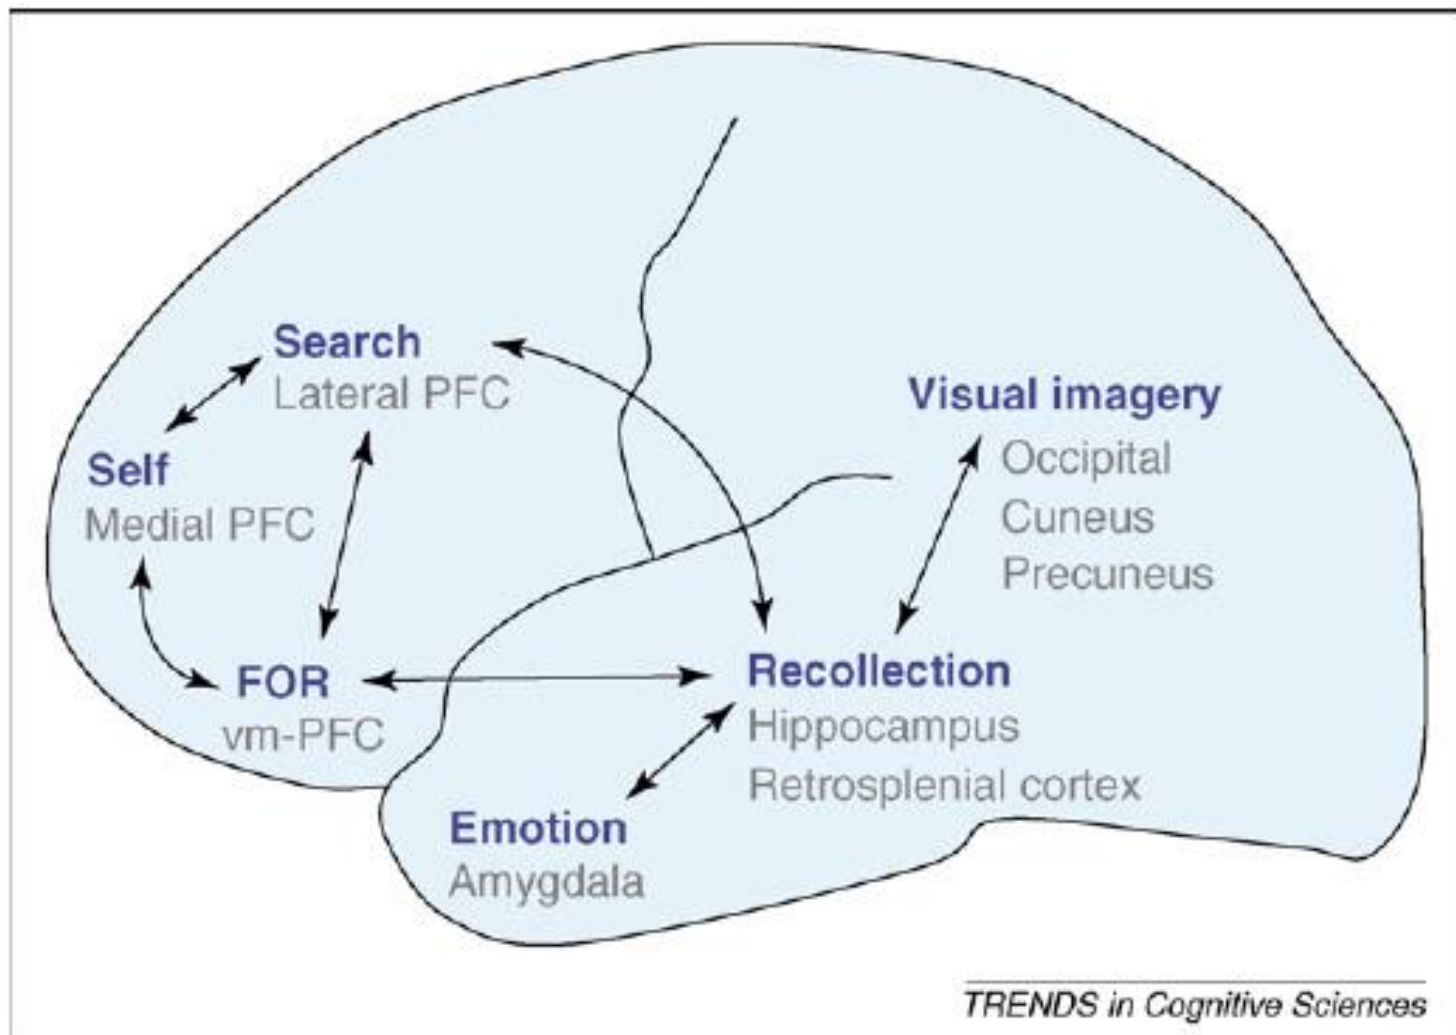 Search
Lateral PFC
Self
Medial PFC
FOR
vm-PFC
Visual imagery
Occipital
Cuneus
Precuneus
Recollection
Hippocampus
Retrosplenial cortex
Emotion
Amygdala
TRENDS in Cognitive Sciences